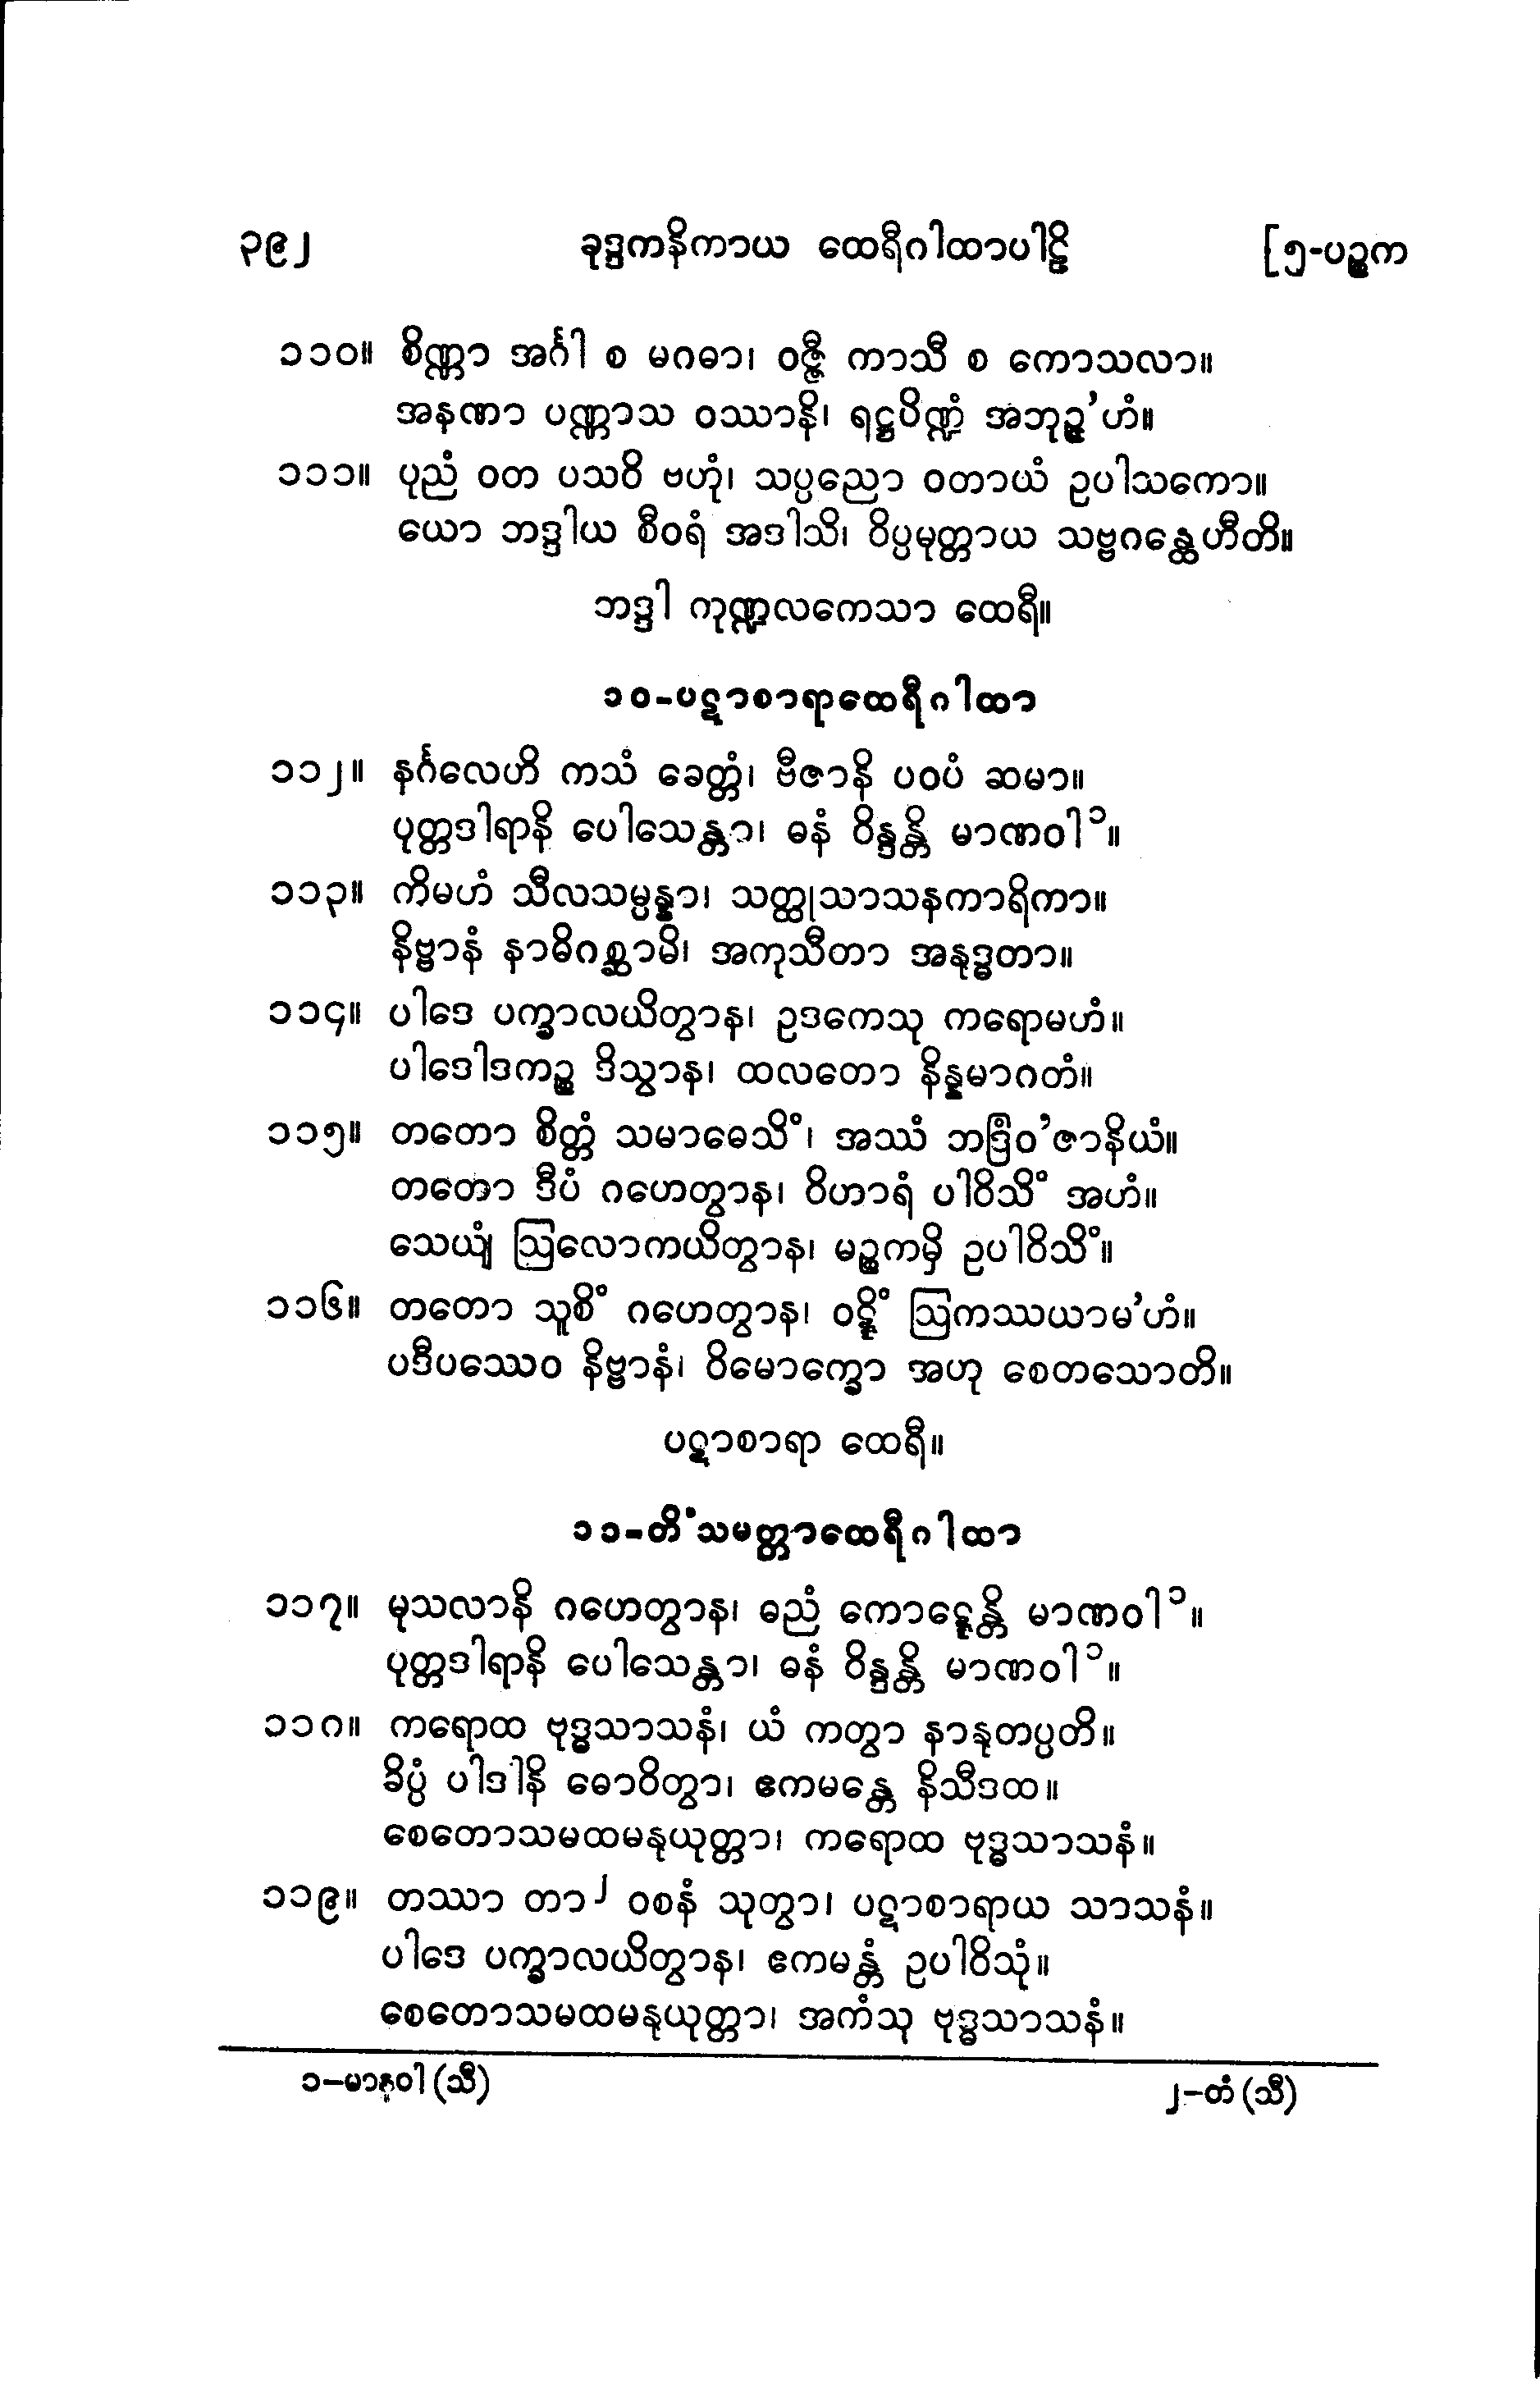 ၃၉၂ ခုဒ္ဒကနိကာယ ထေရီဂါထာပါဠိ [၅-ပဉ္စက
၁၁၀။ စိဏ္ဏာ အင်္ဂါ စ မဂဓာ၊ ဝဇ္ဇီ ကာသီ စ ကောသလာ။
အနဏာ ပဏ္ဏာသ ဝဿာနိ၊ ရဋ္ဌပိဏ္ဍံ အဘုဉ္ဇ’ဟံ။
၁၁၁။ ပုညံ ဝတ ပသဝိ ဗဟုံ၊ သပ္ပညော ဝတာယံ ဥပါသကော။
ယော ဘဒ္ဒါယ စီဝရံ အဒါသိ၊ ဝိပ္ပမုတ္တာယ သဗ္ဗဂန္ထေဟီတိ။
ဘဒ္ဒါ ကုဏ္ဍလကေသာ ထေရီ။
၁၀-ပဋာစာရာထေရီဂါထာ
၁၁၂။ နင်္ဂလေဟိ ကသံ ခေတ္တံ၊ ဗီဇာနိ ပဝပံ ဆမာ။
ပုတ္တဒါရာနိ ပေါသေန္တာ၊ ဓနံ ဝိန္ဒန္တိ မာဏဝါ၁။
၁၁၃။ ကိမဟံ သီလသမ္ပန္နာ၊ သတ္ထုသာသနကာရိကာ။
နိဗ္ဗာနံ နာဓိဂစ္ဆာမိ၊ အကုသီတာ အနုဒ္ဓတာ။
၁၁၄။ ပါဒေ ပက္ခာလယိတွာန၊ ဥဒကေသု ကရောမဟံ။
ပါဒေါဒကဉ္စ ဒိသွာန၊ ထလတော နိန္နမာဂတံ။
၁၁၅။ တတော စိတ္တံ သမာဓေသိံ၊ အဿံ ဘဒြံဝ’ဇာနိယံ။
တတော ဒီပံ ဂဟေတွာန၊ ဝိဟာရံ ပါဝိသိံ အဟံ။
သေယျံ ဩလောကယိတွာန၊ မဉ္စကမှိ ဥပါဝိသိံ။
၁၁၆။ တတော သူစိံ ဂဟေတွာန၊ ဝဋ္ဋိံ ဩကဿယာမ’ဟံ။
ပဒီပဿေဝ နိဗ္ဗာနံ၊ ဝိမောက္ခော အဟု စေတသောတိ။
ပဋာစာရာ ထေရီ။
၁၁-တိံသမတ္တာထေရီဂါထာ
၁၁၇။ မုသလာနိ ဂဟေတွာန၊ ဓညံ ကောဋ္ဋေန္တိ မာဏဝါ၁။
ပုတ္တဒါရာနိ ပေါသေန္တာ၊ ဓနံ ဝိန္ဒန္တိ မာဏဝါ၁။
၁၁၈။ ကရောထ ဗုဒ္ဓသာသနံ၊ ယံ ကတွာ နာနုတပ္ပတိ။
ခိပ္ပံ ပါဒါနိ ဓောဝိတွာ၊ ဧကမန္တေ နိသီဒထ။
စေတောသမထမနုယုတ္တာ၊ ကရောထ ဗုဒ္ဓသာသနံ။
၁၁၉။ တဿာ တာ၂ ဝစနံ သုတွာ၊ ပဋာစာရာယ သာသနံ။
ပါဒေ ပက္ခာလယိတွာန၊ ဧကမန္တံ ဥပါဝိသုံ။
စေတောသမထမနုယုတ္တာ၊ အကံသု ဗုဒ္ဓသာသနံ။
၁-မာနဝါ (သီ) ၂-တံ (သီ)